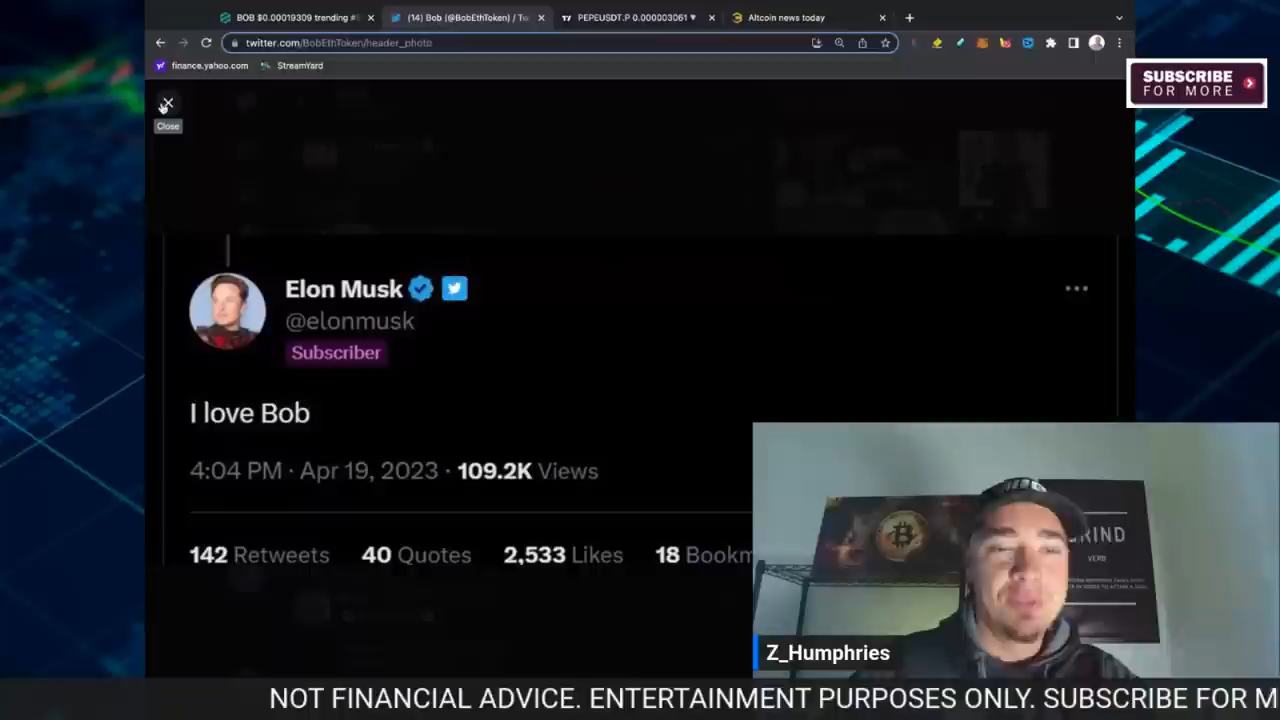 BOB $0.00019309 trending #
(14) Bob (@BobEthToken) / Tw
PEPEUSDT.P 0.000003061 ▼
Altcoin news today
twitter.com/BobEthToken/header_photo
finance.yahoo.com
StreamYard
SUBSCRIBE
FOR MORE
Close
Elon Musk
@elonmusk
Subscriber
I love Bob
4:04 PM · Apr 19, 2023 · 109.2K Views
142 Retweets 40 Quotes 2,533 Likes 18 Bookm
RIND
VERB
Z_Humphries
NOT FINANCIAL ADVICE. ENTERTAINMENT PURPOSES ONLY. SUBSCRIBE FOR M